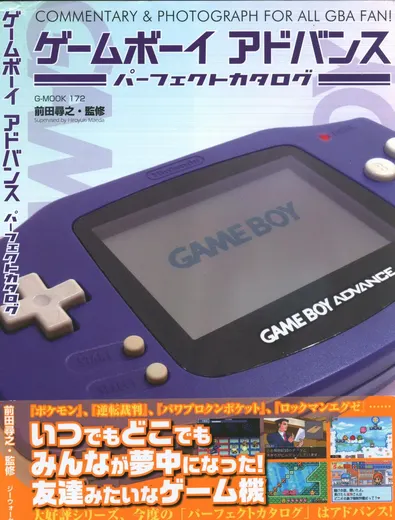 COMMENTARY & PHOTOGRAPH FOR ALL GBA FAN!
ゲームボーイ アドバンス
パーフェクトカタログ
G-MOOK 172
前田尋之・監修
Supervised by Hiroyuki Maeda
Nintendo
GAME BOY
GAME BOY ADVANCE
『ポケモン』、『逆転裁判』、『パワプロクンポケット』、『ロックマンエグゼ』……
いつでもどこでも
みんなが夢中になった!
友達みたいなゲーム機
大好評シリーズ、今度の「パーフェクトカタログ」はアドバンス!
ゲームボーイ アドバンス パーフェクトカタログ
前田尋之・監修
ジーウォー